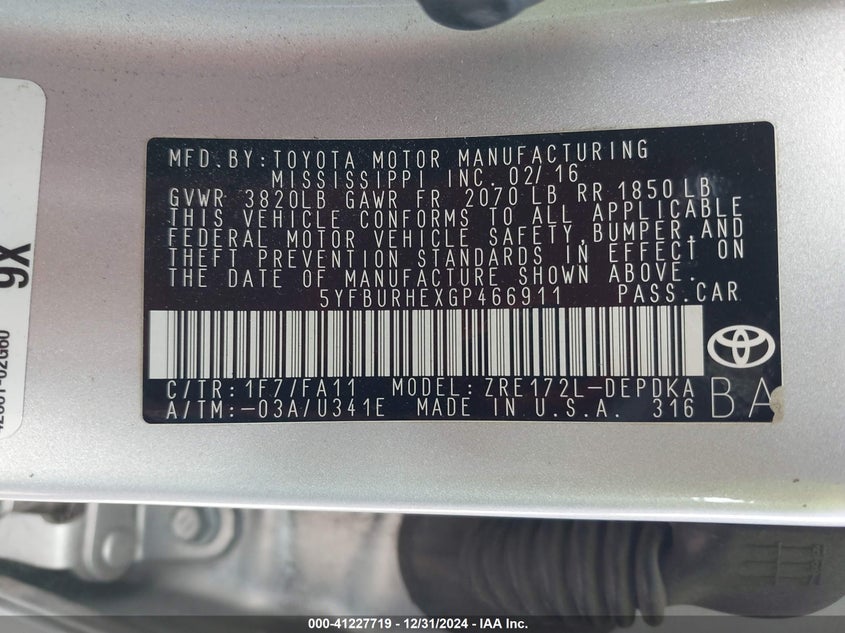 MFD.BY:TOYOTA MOTOR MANUFACTURING
MISSISSIPPI INC. 02/16
GVWR 3820LB GAWR FR 2070 LB RR 1850 LB
THIS VEHICLE CONFORMS TO ALL APPLICABLE
FEDERAL MOTOR VEHICLE SAFETY,BUMPER,AND
THEFT PREVENTION STANDARDS IN EFFECT ON
THE DATE OF MANUFACTURE SHOWN ABOVE.
5YFBURHEXGP466911 PASS.CAR
C/TR:1F7/FA11 MODEL: ZRE172L-DEPDKA
A/TM:-03A/U341E MADE IN U.S.A. 316
BA
9X
000-41227719 - 12/31/2024 - IAA Inc.